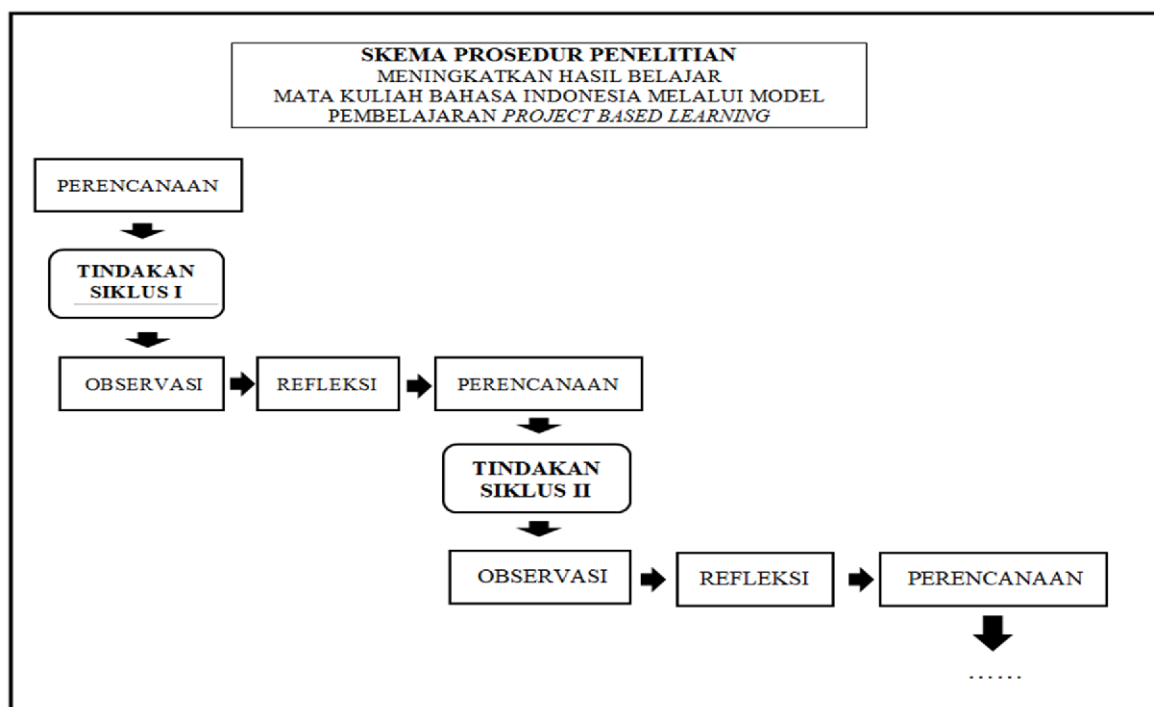 SKEMA PROSEDUR PENELITIAN
MENINGKATKAN HASIL BELAJAR
MATA KULIAH BAHASA INDONESIA MELALUI MODEL
PEMBELAJARAN PROJECT BASED LEARNING
PERENCANAAN
TINDAKAN
SIKLUS I
OBSERVASI
REFLEKSI
PERENCANAAN
TINDAKAN
SIKLUS II
OBSERVASI
REFLEKSI
PERENCANAAN
......